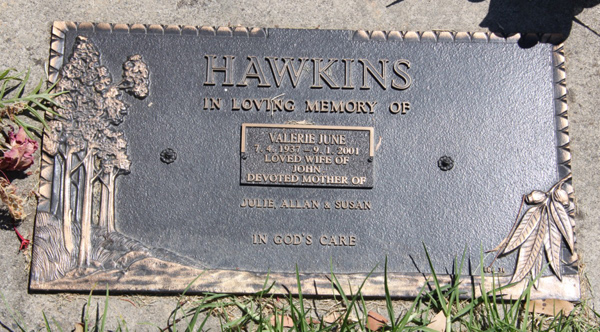 HAWKINS
IN LOVING MEMORY OF
VALERIE JUNE
7. 4. 1937 – 9. 1. 2001
LOVED WIFE OF
JOHN
DEVOTED MOTHER OF
JULIE, ALLAN & SUSAN
IN GOD'S CARE